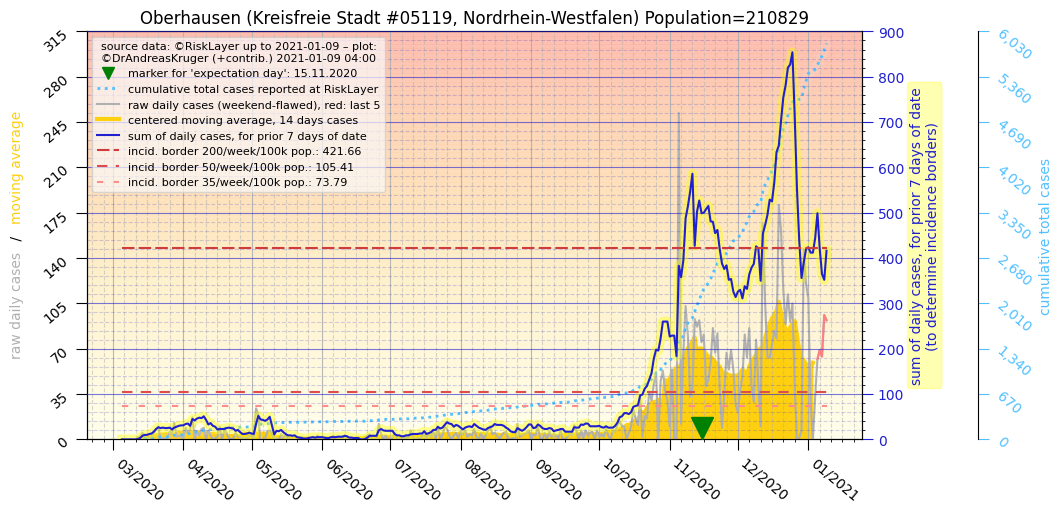 Oberhausen (Kreisfreie Stadt #05119, Nordrhein-Westfalen) Population=210829
source data: ©RiskLayer up to 2021-01-09 – plot:
©DrAndreasKruger (+contrib.) 2021-01-09 04:00
marker for 'expectation day': 15.11.2020
cumulative total cases reported at RiskLayer
raw daily cases (weekend-flawed), red: last 5
centered moving average, 14 days cases
sum of daily cases, for prior 7 days of date
incid. border 200/week/100k pop.: 421.66
incid. border 50/week/100k pop.: 105.41
incid. border 35/week/100k pop.: 73.79
raw daily cases / moving average
315
280
245
210
175
140
105
70
35
0
03/2020
04/2020
05/2020
06/2020
07/2020
08/2020
09/2020
10/2020
11/2020
12/2020
01/2021
900
800
700
600
500
400
300
200
100
0
sum of daily cases, for prior 7 days of date
(to determine incidence borders)
6,030
5,360
4,690
4,020
3,350
2,680
2,010
1,340
670
0
cumulative total cases